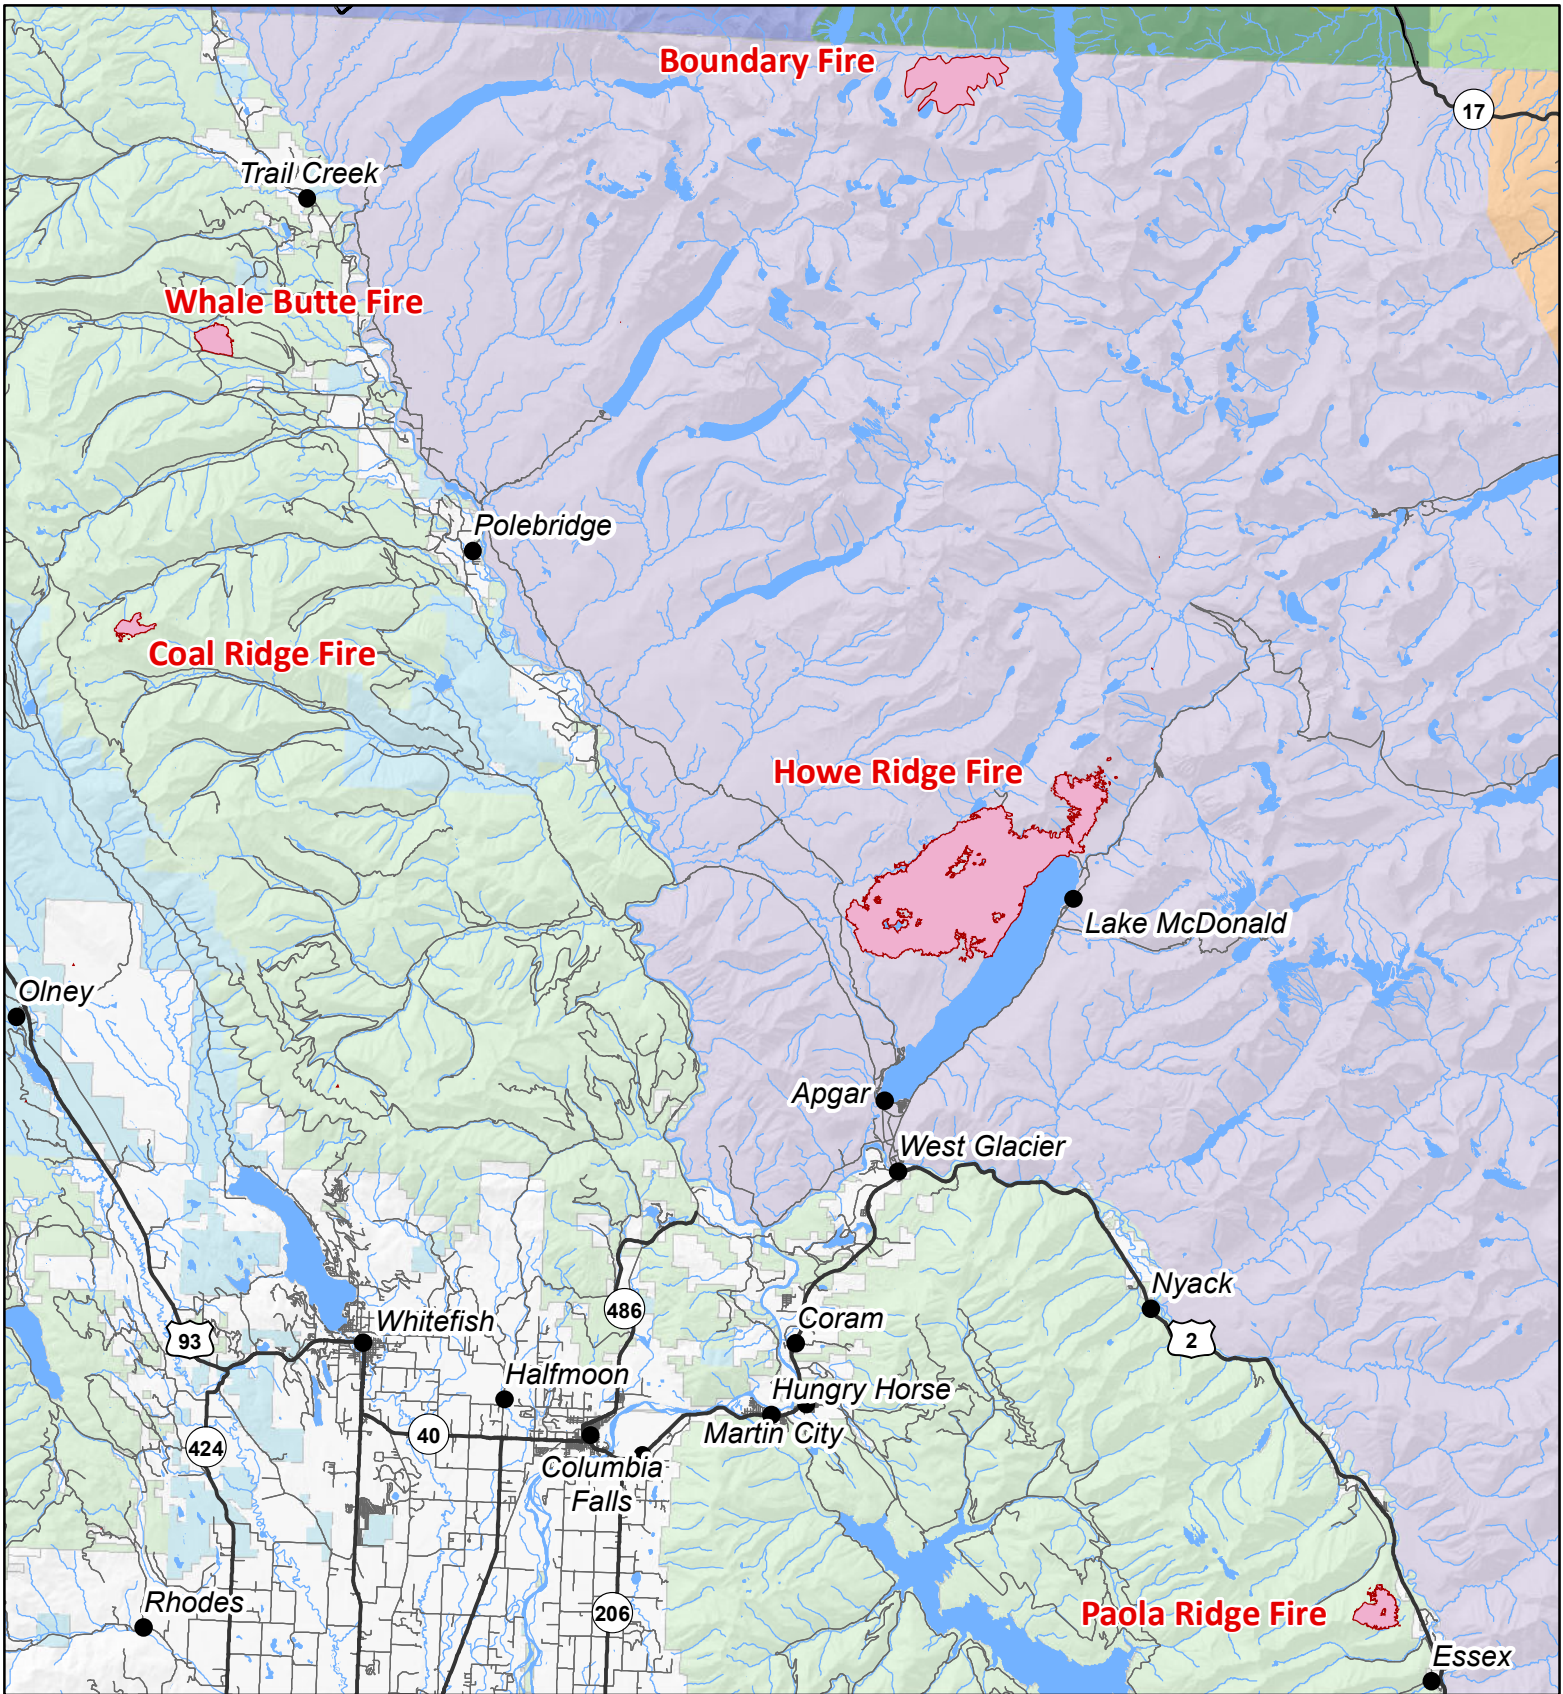 Boundary Fire
17
Trail Creek
Whale Butte Fire
Polebridge
Coal Ridge Fire
Howe Ridge Fire
Lake McDonald
Olney
Apgar
West Glacier
Nyack
486
Whitefish
Coram
93
2
Halfmoon
Hungry Horse
40
Martin City
424
Columbia
Falls
Rhodes
206
Paola Ridge Fire
Essex